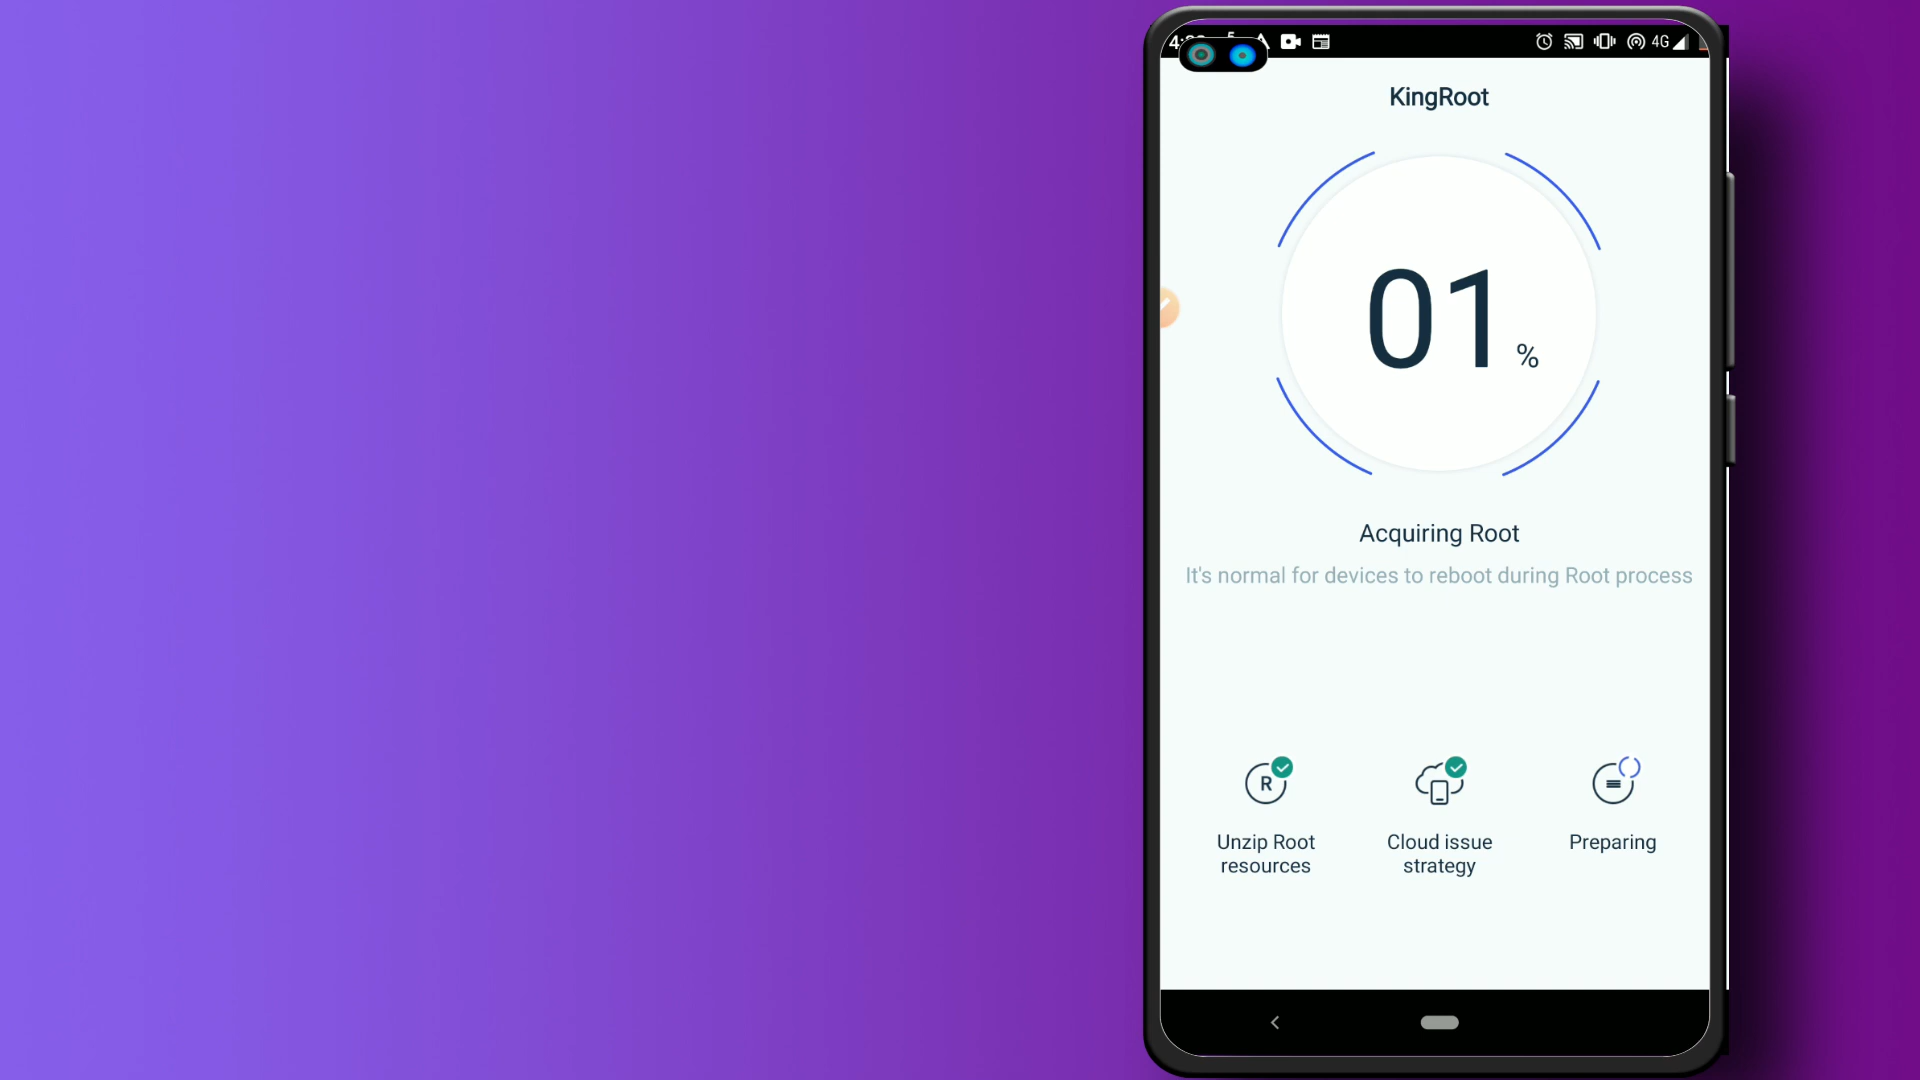 4G
KingRoot
01 %
Acquiring Root
It's normal for devices to reboot during Root process
R
Unzip Root
resources
Cloud issue
strategy
Preparing